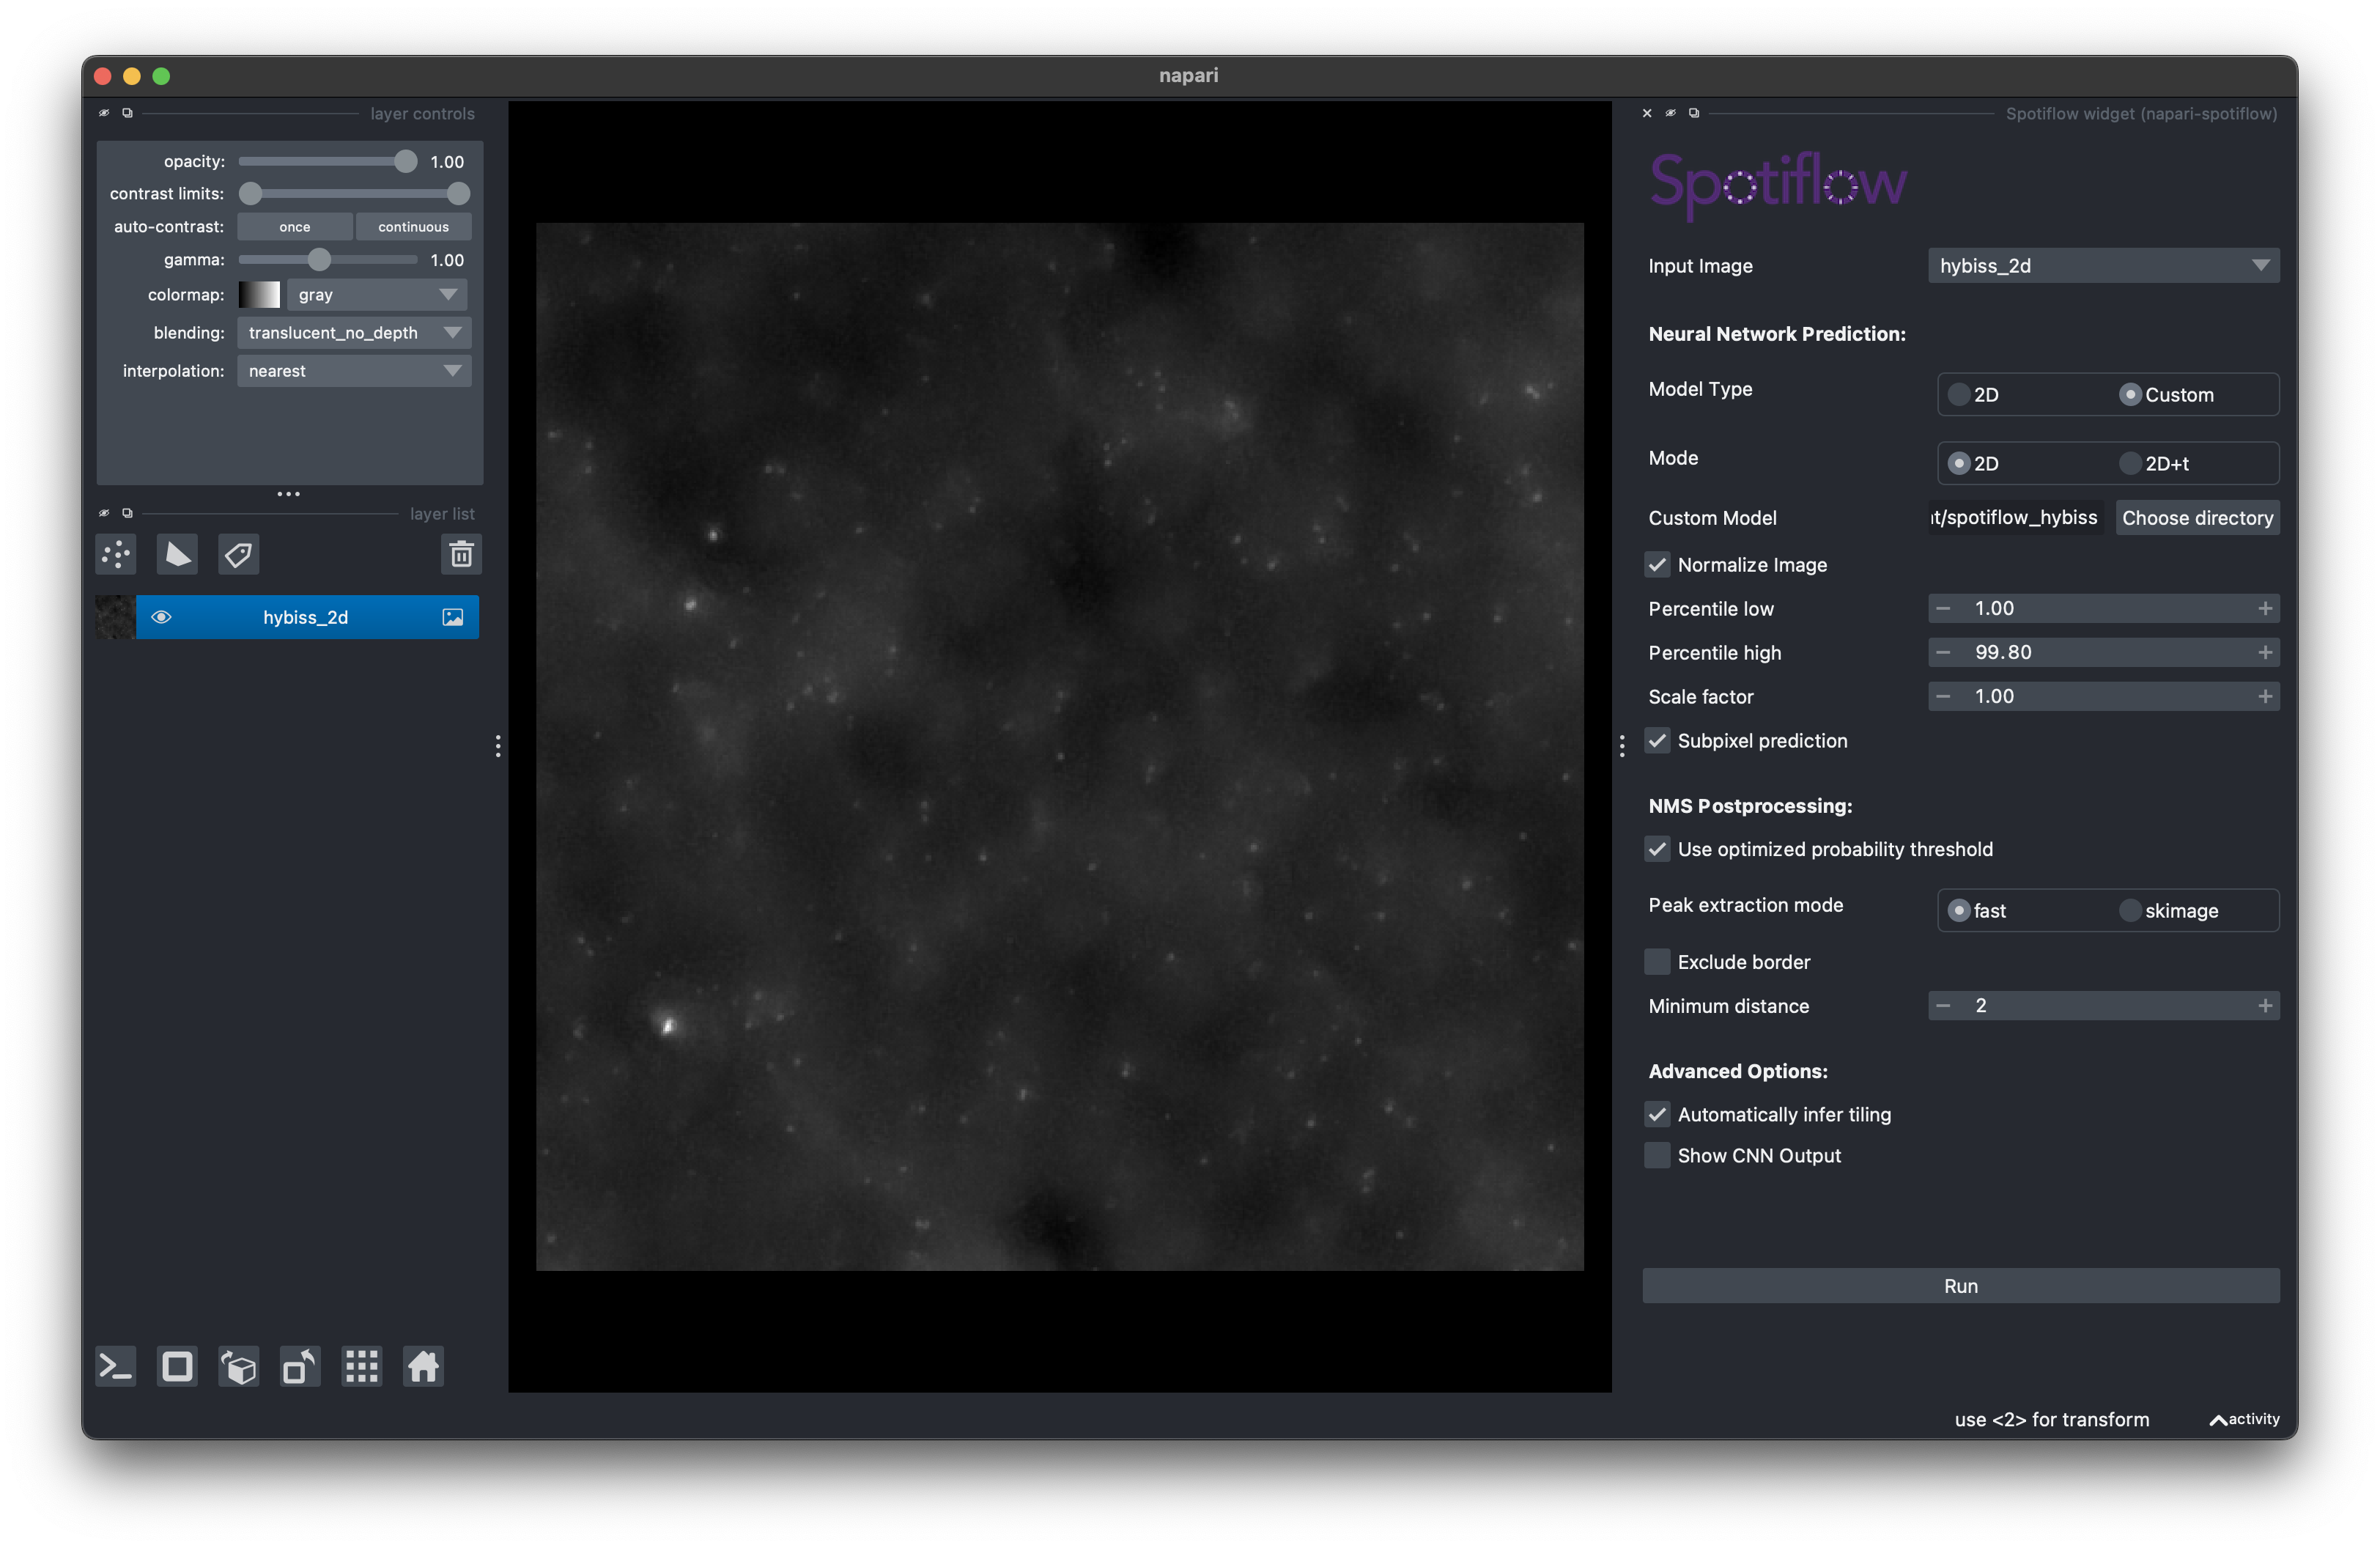 napari
layer controls
opacity: 1.00
contrast limits:
auto-contrast: once continuous
gamma: 1.00
colormap: gray
blending: translucent_no_depth
interpolation: nearest
layer list
hybiss_2d
Spotiflow widget (napari-spotiflow)
Spotiflow
Input Image hybiss_2d
Neural Network Prediction:
Model Type 2D Custom
Mode 2D 2D+t
Custom Model t/spotiflow_hybiss Choose directory
Normalize Image
Percentile low 1.00
Percentile high 99.80
Scale factor 1.00
Subpixel prediction
NMS Postprocessing:
Use optimized probability threshold
Peak extraction mode fast skimage
Exclude border
Minimum distance 2
Advanced Options:
Automatically infer tiling
Show CNN Output
Run
use <2> for transform activity